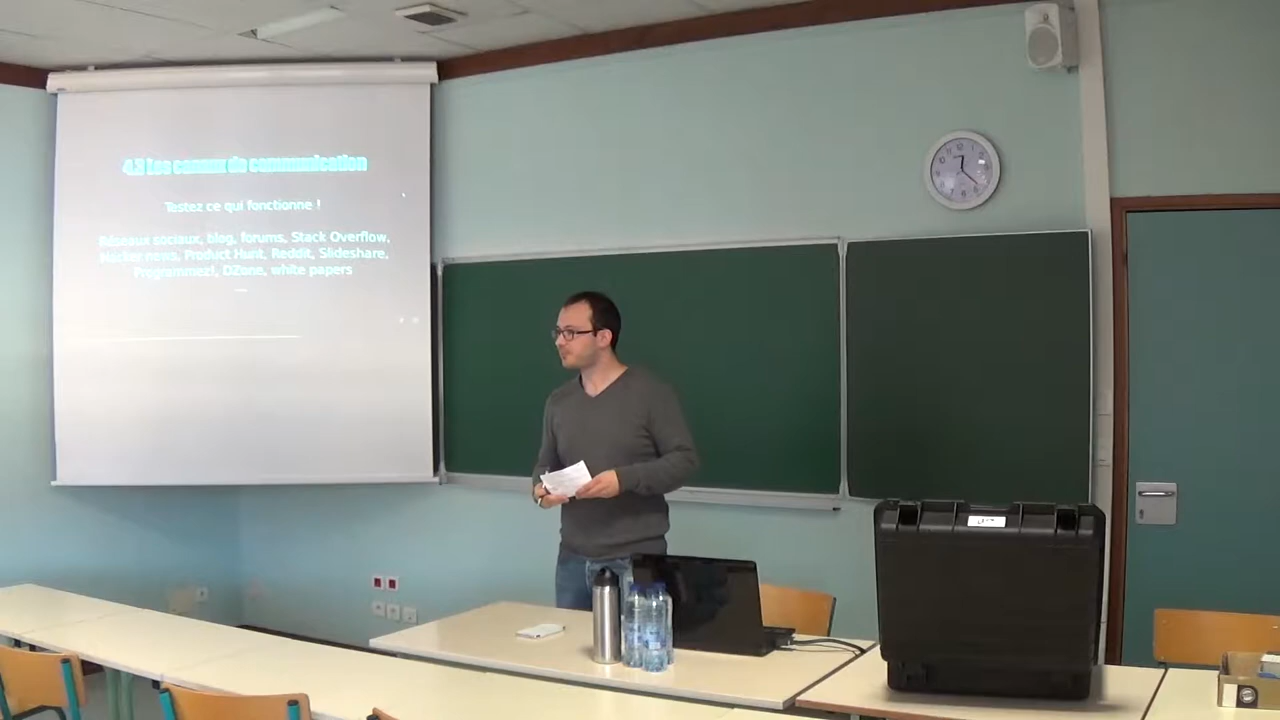 4.3 Les canaux de communication
Testez ce qui fonctionne !
Réseaux sociaux, blog, forums, Stack Overflow,
Hacker news, Product Hunt, Reddit, Slideshare,
Programmez!, DZone, white papers